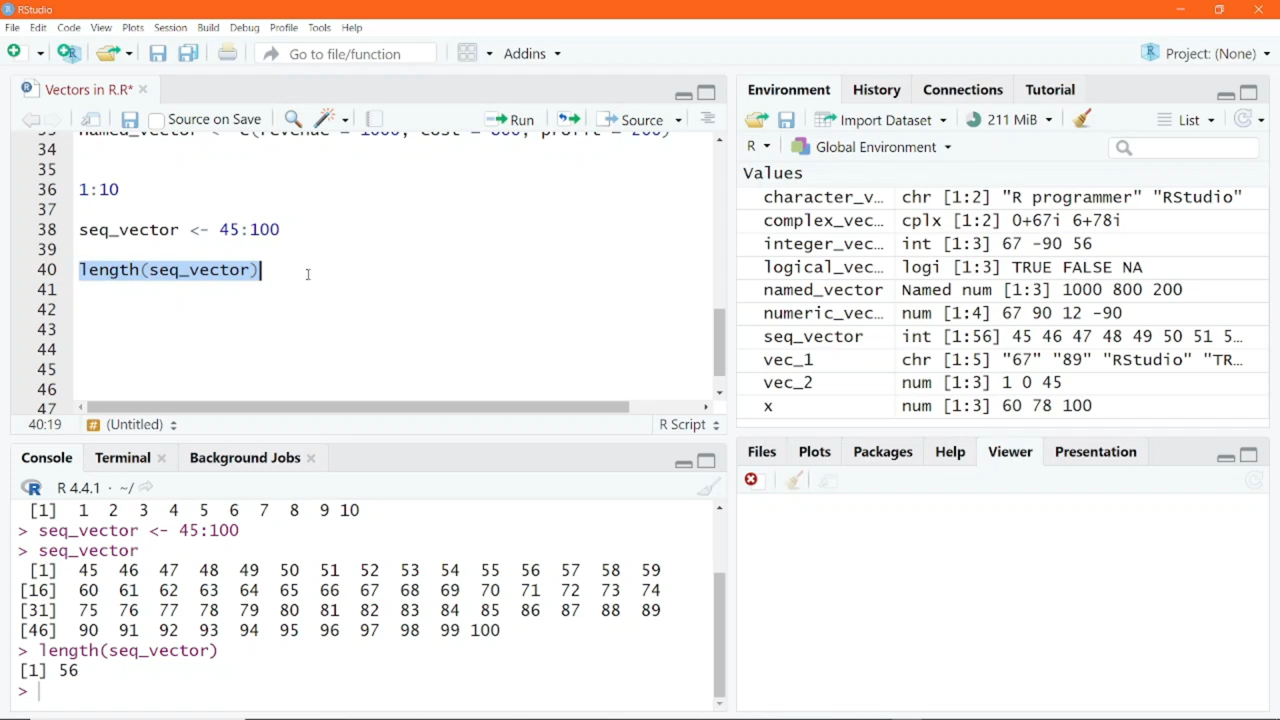 RStudio
File Edit Code View Plots Session Build Debug Profile Tools Help
Go to file/function Addins Project: (None)
Vectors in R.R*
Source on Save Run Source
named_vector <- c(revenue = 1000, cost = 800, profit = 200)
34
35
36 1:10
37
38 seq_vector <- 45:100
39
40 length(seq_vector)
41
42
43
44
45
46
47
40:19 # (Untitled) R Script
Console Terminal Background Jobs
R R 4.4.1 · ~/
[1] 1 2 3 4 5 6 7 8 9 10
> seq_vector <- 45:100
> seq_vector
[1] 45 46 47 48 49 50 51 52 53 54 55 56 57 58 59
[16] 60 61 62 63 64 65 66 67 68 69 70 71 72 73 74
[31] 75 76 77 78 79 80 81 82 83 84 85 86 87 88 89
[46] 90 91 92 93 94 95 96 97 98 99 100
> length(seq_vector)
[1] 56
>
Environment History Connections Tutorial
Import Dataset 211 MiB List
R Global Environment
Values
character_v… chr [1:2] "R programmer" "RStudio"
complex_vec… cplx [1:2] 0+67i 6+78i
integer_vec… int [1:3] 67 -90 56
logical_vec… logi [1:3] TRUE FALSE NA
named_vector Named num [1:3] 1000 800 200
numeric_vec… num [1:4] 67 90 12 -90
seq_vector int [1:56] 45 46 47 48 49 50 51 5…
vec_1 chr [1:5] "67" "89" "RStudio" "TR…
vec_2 num [1:3] 1 0 45
x num [1:3] 60 78 100
Files Plots Packages Help Viewer Presentation